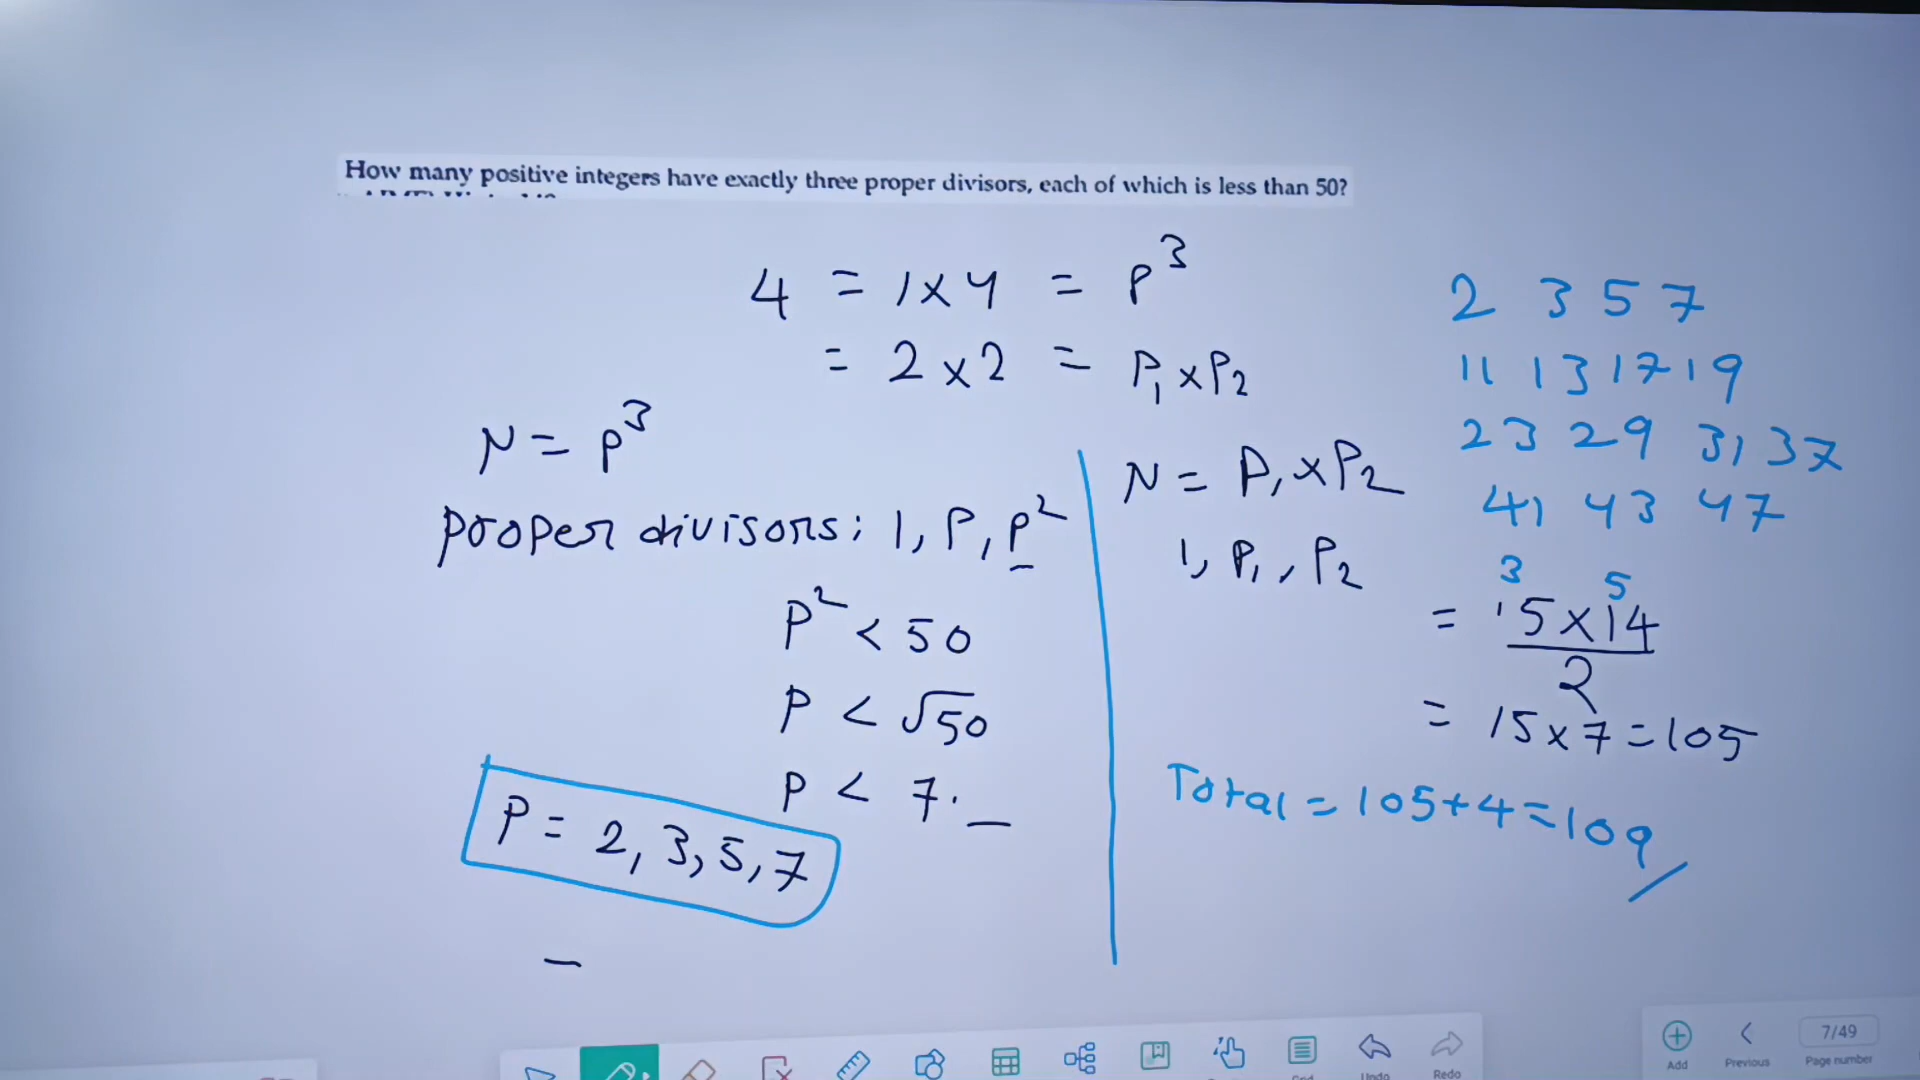 How many positive integers have exactly three proper divisors, each of which is less than 50?
4 = 1 x 4 = P³
= 2 x 2 = P₁ x P₂
N = P³
proper divisors: 1, P, P²
P² < 50
P < √50
P < 7. _
P = 2, 3, 5, 7
N = P₁ x P₂
1, P₁, P₂
2 3 5 7
11 13 17 19
23 29 31 37
41 43 47
3 5
= 15 x 14
2
= 15 x 7 = 105
Total = 105 + 4 = 109
Undo
Redo
Add
Previous
7/49
Page number